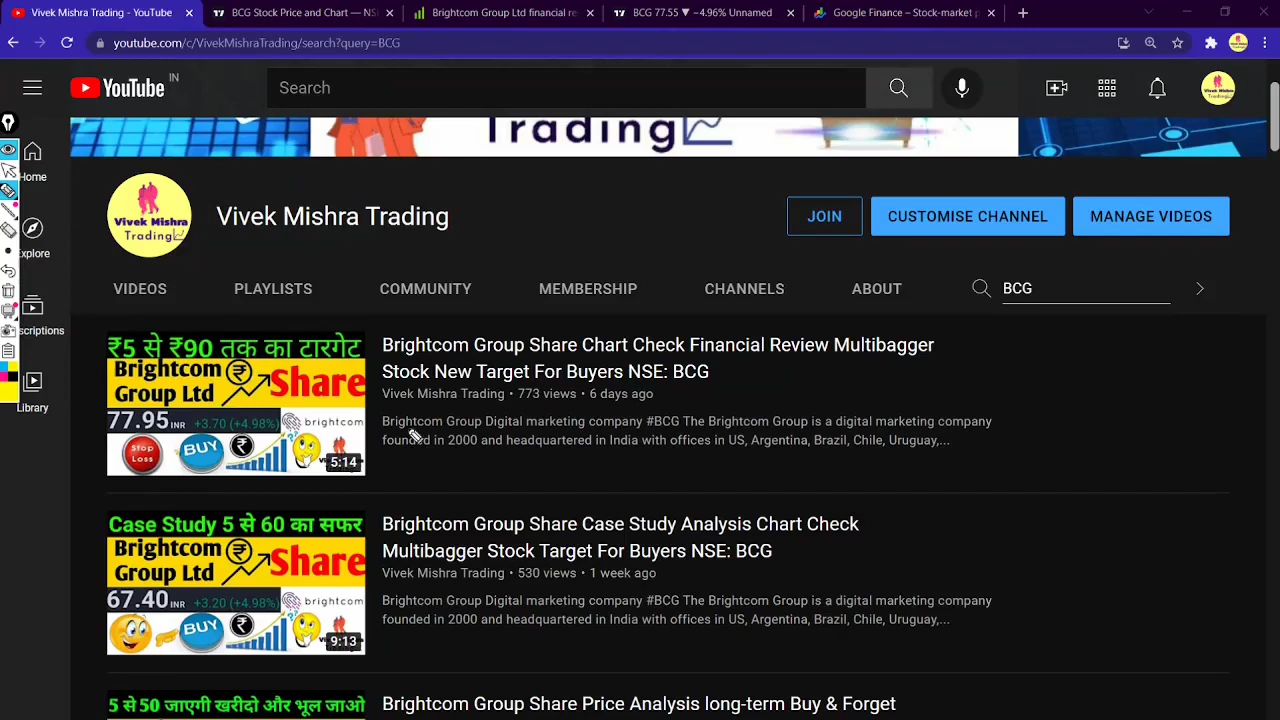 Vivek Mishra Trading - YouTube
BCG Stock Price and Chart — NS
Brightcom Group Ltd financial re
BCG 77.55 ▼ −4.96% Unnamed
Google Finance – Stock-market p
youtube.com/c/VivekMishraTrading/search?query=BCG
YouTube IN
Search
Trading
Home
Explore
scriptions
Library
Vivek Mishra
Trading
Vivek Mishra Trading
JOIN
CUSTOMISE CHANNEL
MANAGE VIDEOS
VIDEOS
PLAYLISTS
COMMUNITY
MEMBERSHIP
CHANNELS
ABOUT
BCG
₹5 से ₹90 तक का टारगेट
Brightcom
Group Ltd
₹
Share
77.95 INR +3.70 (+4.98%) brightcom
Stop
Loss
BUY
₹
5:14
Brightcom Group Share Chart Check Financial Review Multibagger
Stock New Target For Buyers NSE: BCG
Vivek Mishra Trading • 773 views • 6 days ago
Brightcom Group Digital marketing company #BCG The Brightcom Group is a digital marketing company
founded in 2000 and headquartered in India with offices in US, Argentina, Brazil, Chile, Uruguay,...
Case Study 5 से 60 का सफर
Brightcom
Group Ltd
₹
Share
67.40 INR +3.20 (+4.98%) brightcom
BUY
₹
9:13
Brightcom Group Share Case Study Analysis Chart Check
Multibagger Stock Target For Buyers NSE: BCG
Vivek Mishra Trading • 530 views • 1 week ago
Brightcom Group Digital marketing company #BCG The Brightcom Group is a digital marketing company
founded in 2000 and headquartered in India with offices in US, Argentina, Brazil, Chile, Uruguay,...
5 से 50 जाएगी खरीदो और भूल जाओ
Brightcom Group Share Price Analysis long-term Buy & Forget